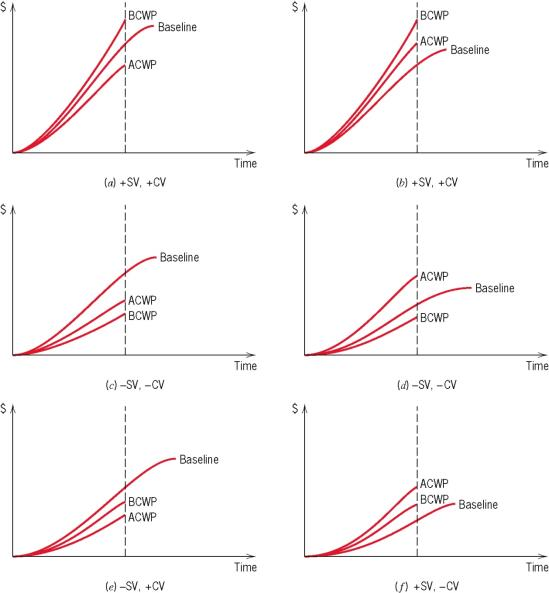 $
BCWP
Baseline
ACWP
Time
(a) +SV, +CV
$
BCWP
ACWP
Baseline
Time
(b) +SV, +CV
$
Baseline
ACWP
BCWP
Time
(c) –SV, –CV
$
ACWP
Baseline
BCWP
Time
(d) –SV, –CV
$
Baseline
BCWP
ACWP
Time
(e) –SV, +CV
$
ACWP
BCWP
Baseline
Time
(f) +SV, –CV